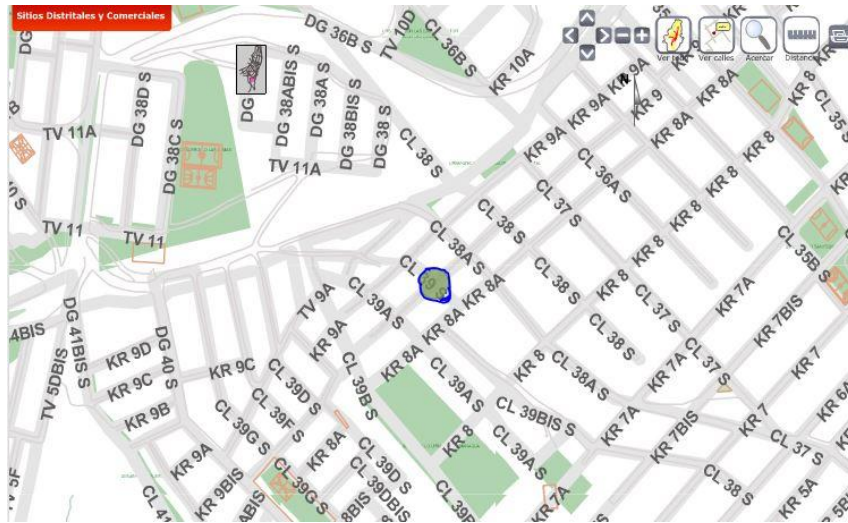 Sitios Distritales y Comerciales
DG 36B S
TV 10D
CL 36B S
KR 10A
Ver todo
Ver calles
Acercar
Distancia
N
KR 9A
KR 9A
KR 9A
KR 9
KR 8A
KR 8A
KR 8
KR 8
CL 35
DG 38D S
DG
DG 38ABIS S
DG 38A S
DG 38BIS S
DG 38 S
TV 11A
DG 38C S
TV 11A
CL 38 S
CL 36A S
CL 37
KR 8
KR 8
KR 8
KR 8
TV 11
TV 11
CL 38A S
CL 38 S
CL 38 S
CL 38 S
CL 35B S
CL 39 S
KR 8A
KR 8A
KR 8A
CL 37 S
CL 37 S
KR 7A
KR 7BIS
KR 7
TV 9A
CL 39A S
KR 9A
DG 41BIS S
DG 40 S
TV 5DBIS
KR 9D
KR 9C
KR 9C
KR 9B
KR 9A
KR 9BIS
CL 39B S
CL 39D S
CL 39F S
CL 39G S
KR 8A
CL 39D S
CL 39G S
CL 39DBIS
KR 8
KR 8
CL 39A S
CL 39A S
CL 39BIS S
CL 38A S
KR 7A
KR 7A
KR 7BIS
KR 7
KR 6A
CL 37 S
CL 38 S
KR 5A
KR 7A
TV 5F
CL 41